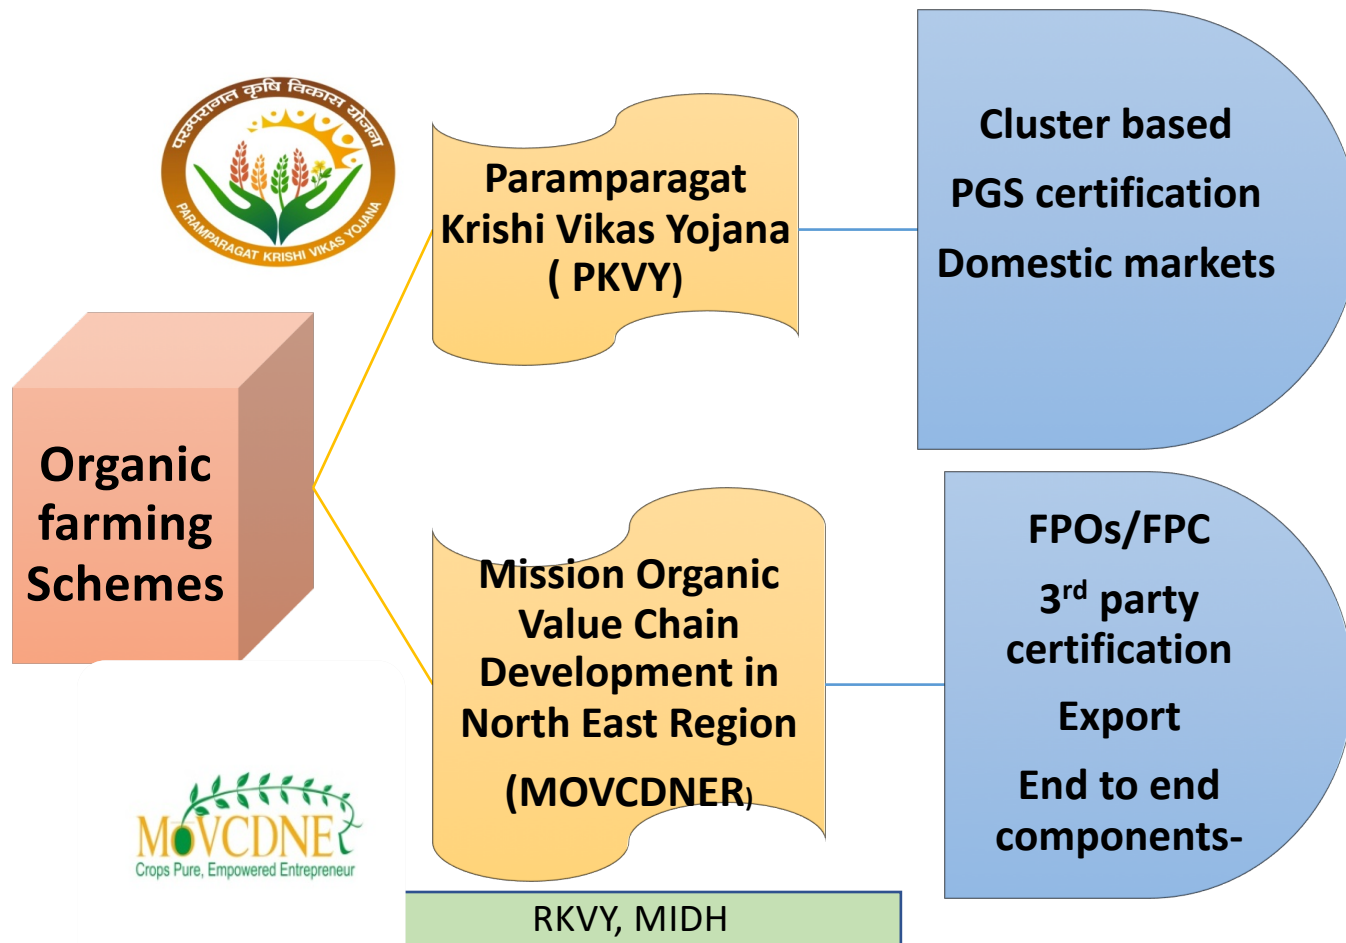 परम्परागत कृषि विकास योजना
PARAMPARAGAT KRISHI VIKAS YOJANA
Organic
farming
Schemes
Paramparagat
Krishi Vikas Yojana
( PKVY)
Cluster based
PGS certification
Domestic markets
Mission Organic
Value Chain
Development in
North East Region
(MOVCDNER)
FPOs/FPC
3rd party
certification
Export
End to end
components-
MOVCDNER
Crops Pure, Empowered Entrepreneur
RKVY, MIDH